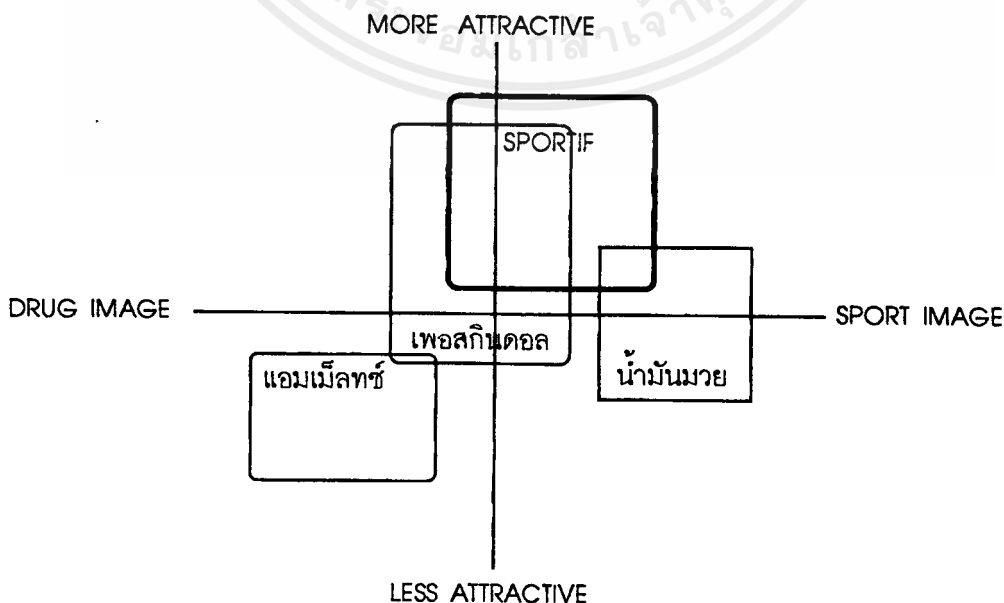 MORE ATTRACTIVE
SPORTIF
DRUG IMAGE
SPORT IMAGE
เพอสกินดอล
แอมเม็ลทซ์
น้ำมันมวย
LESS ATTRACTIVE